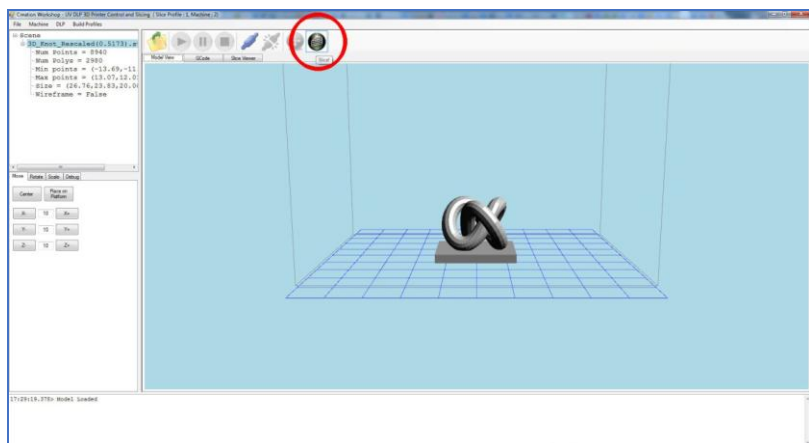 Creation Workshop - UV DLP 3D Printer Control and Slicing ( Slice Profile : ), Machine : 2)
File Machine DLP Build Profiles
Scene
3D_Knot_Rescaled(0.5173).s
Num Points = 8940
Num Polys = 2980
Min points = (-13.69,-11
Max points = (13.07,12.0
Size = (26.76,23.83,20.0
Wireframe = False
Model View GCode Slice Viewer
Move Rotate Scale Debug
Center Place on Platform
X- 10 X+
Y- 10 Y+
Z- 10 Z+
17:29:19.378> Model Loaded